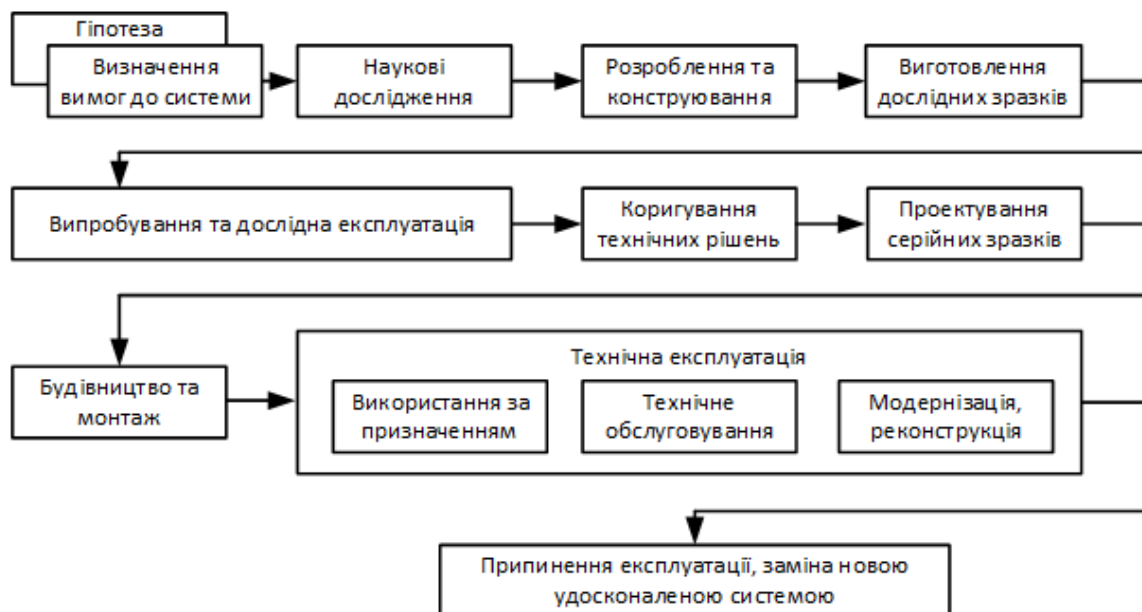 Гіпотеза
Визначення
вимог до системи
Наукові
дослідження
Розроблення та
конструювання
Виготовлення
дослідних зразків
Випробування та дослідна експлуатація
Коригування
технічних рішень
Проектування
серійних зразків
Будівництво та
монтаж
Технічна експлуатація
Використання за
призначенням
Технічне
обслуговування
Модернізація,
реконструкція
Припинення експлуатації, заміна новою
удосконаленою системою